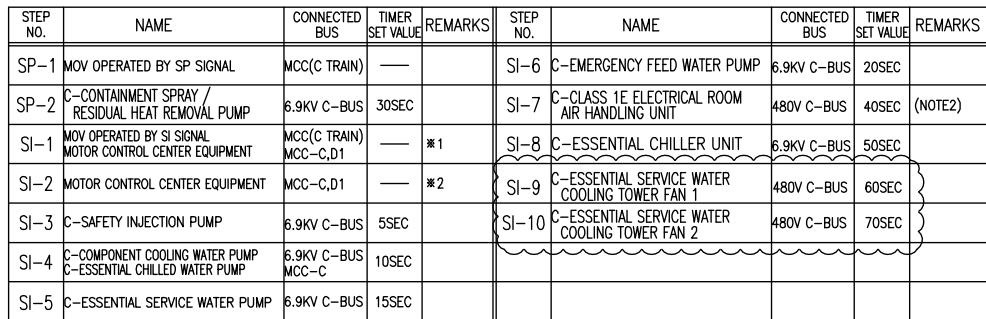 STEP NO. NAME CONNECTED BUS TIMER SET VALUE REMARKS
SP-1 MOV OPERATED BY SP SIGNAL MCC(C TRAIN) —
SP-2 C-CONTAINMENT SPRAY / RESIDUAL HEAT REMOVAL PUMP 6.9KV C-BUS 30SEC
SI-1 MOV OPERATED BY SI SIGNAL MOTOR CONTROL CENTER EQUIPMENT MCC(C TRAIN) MCC-C,D1 — ※1
SI-2 MOTOR CONTROL CENTER EQUIPMENT MCC-C,D1 — ※2
SI-3 C-SAFETY INJECTION PUMP 6.9KV C-BUS 5SEC
SI-4 C-COMPONENT COOLING WATER PUMP C-ESSENTIAL CHILLED WATER PUMP 6.9KV C-BUS MCC-C 10SEC
SI-5 C-ESSENTIAL SERVICE WATER PUMP 6.9KV C-BUS 15SEC
STEP NO. NAME CONNECTED BUS TIMER SET VALUE REMARKS
SI-6 C-EMERGENCY FEED WATER PUMP 6.9KV C-BUS 20SEC
SI-7 C-CLASS 1E ELECTRICAL ROOM AIR HANDLING UNIT 480V C-BUS 40SEC (NOTE2)
SI-8 C-ESSENTIAL CHILLER UNIT 6.9KV C-BUS 50SEC
SI-9 C-ESSENTIAL SERVICE WATER COOLING TOWER FAN 1 480V C-BUS 60SEC
SI-10 C-ESSENTIAL SERVICE WATER COOLING TOWER FAN 2 480V C-BUS 70SEC